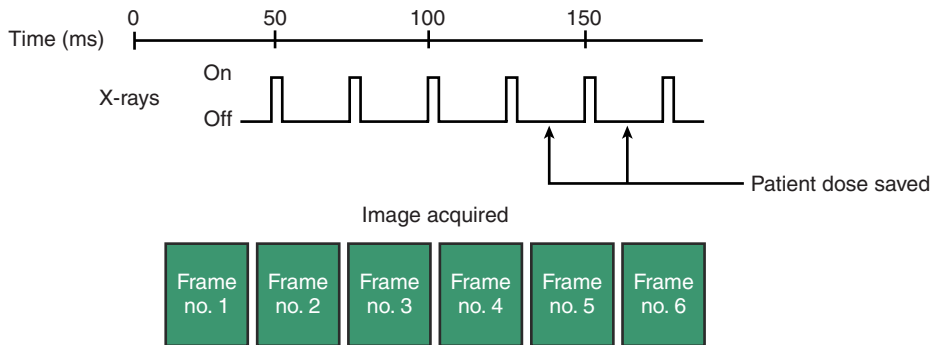 0 50 100 150
Time (ms)
On
X-rays
Off
Patient dose saved
Image acquired
Frame no. 1
Frame no. 2
Frame no. 3
Frame no. 4
Frame no. 5
Frame no. 6